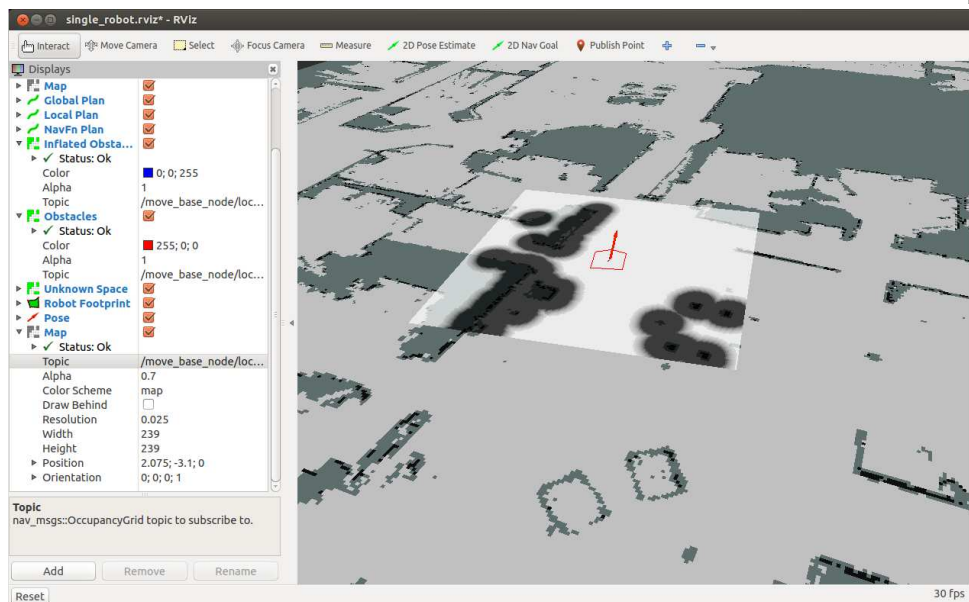 single_robot.rviz* - RViz
Interact Move Camera Select Focus Camera Measure 2D Pose Estimate 2D Nav Goal Publish Point
Displays
Map
Global Plan
Local Plan
NavFn Plan
Inflated Obsta...
Status: Ok
Color 0; 0; 255
Alpha 1
Topic /move_base_node/loc...
Obstacles
Status: Ok
Color 255; 0; 0
Alpha 1
Topic /move_base_node/loc...
Unknown Space
Robot Footprint
Pose
Map
Status: Ok
Topic /move_base_node/loc...
Alpha 0.7
Color Scheme map
Draw Behind
Resolution 0.025
Width 239
Height 239
Position 2.075; -3.1; 0
Orientation 0; 0; 0; 1
Topic
nav_msgs::OccupancyGrid topic to subscribe to.
Add Remove Rename
Reset 30 fps